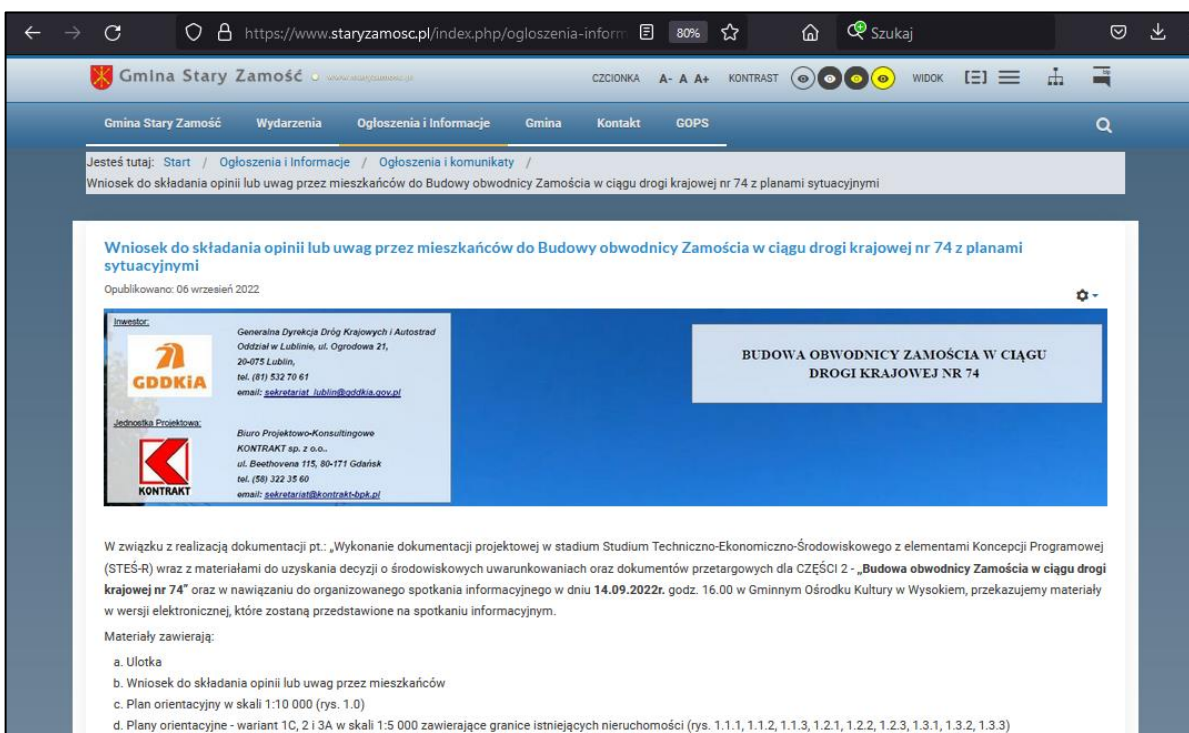 https://www.staryzamosc.pl/index.php/ogloszenia-inform
80%
Szukaj
Gmina Stary Zamość
CZCIONKA A- A A+ KONTRAST WIDOK
Gmina Stary Zamość Wydarzenia Ogłoszenia i Informacje Gmina Kontakt GOPS
Jesteś tutaj: Start / Ogłoszenia i Informacje / Ogłoszenia i komunikaty /
Wniosek do składania opinii lub uwag przez mieszkańców do Budowy obwodnicy Zamościa w ciągu drogi krajowej nr 74 z planami sytuacyjnymi
Wniosek do składania opinii lub uwag przez mieszkańców do Budowy obwodnicy Zamościa w ciągu drogi krajowej nr 74 z planami
sytuacyjnymi
Opublikowano: 06 wrzesień 2022
Inwestor:
GDDKiA
Generalna Dyrekcja Dróg Krajowych i Autostrad
Oddział w Lublinie, ul. Ogrodowa 21,
20-075 Lublin,
tel. (81) 532 70 61
email: sekretariat_lublin@gddkia.gov.pl
BUDOWA OBWODNICY ZAMOŚCIA W CIĄGU
DROGI KRAJOWEJ NR 74
Jednostka Projektowa:
KONTRAKT
Biuro Projektowo-Konsultingowe
KONTRAKT sp. z o.o..
ul. Beethovena 115, 80-171 Gdańsk
tel. (58) 322 35 60
email: sekretariat@kontrakt-bpk.pl
W związku z realizacją dokumentacji pt.: „Wykonanie dokumentacji projektowej w stadium Studium Techniczno-Ekonomiczno-Środowiskowego z elementami Koncepcji Programowej
(STEŚ-R) wraz z materiałami do uzyskania decyzji o środowiskowych uwarunkowaniach oraz dokumentów przetargowych dla CZĘŚCI 2 - „Budowa obwodnicy Zamościa w ciągu drogi
krajowej nr 74” oraz w nawiązaniu do organizowanego spotkania informacyjnego w dniu 14.09.2022r. godz. 16.00 w Gminnym Ośrodku Kultury w Wysokiem, przekazujemy materiały
w wersji elektronicznej, które zostaną przedstawione na spotkaniu informacyjnym.
Materiały zawierają:
a. Ulotka
b. Wniosek do składania opinii lub uwag przez mieszkańców
c. Plan orientacyjny w skali 1:10 000 (rys. 1.0)
d. Plany orientacyjne - wariant 1C, 2 i 3A w skali 1:5 000 zawierające granice istniejących nieruchomości (rys. 1.1.1, 1.1.2, 1.1.3, 1.2.1, 1.2.2, 1.2.3, 1.3.1, 1.3.2, 1.3.3)